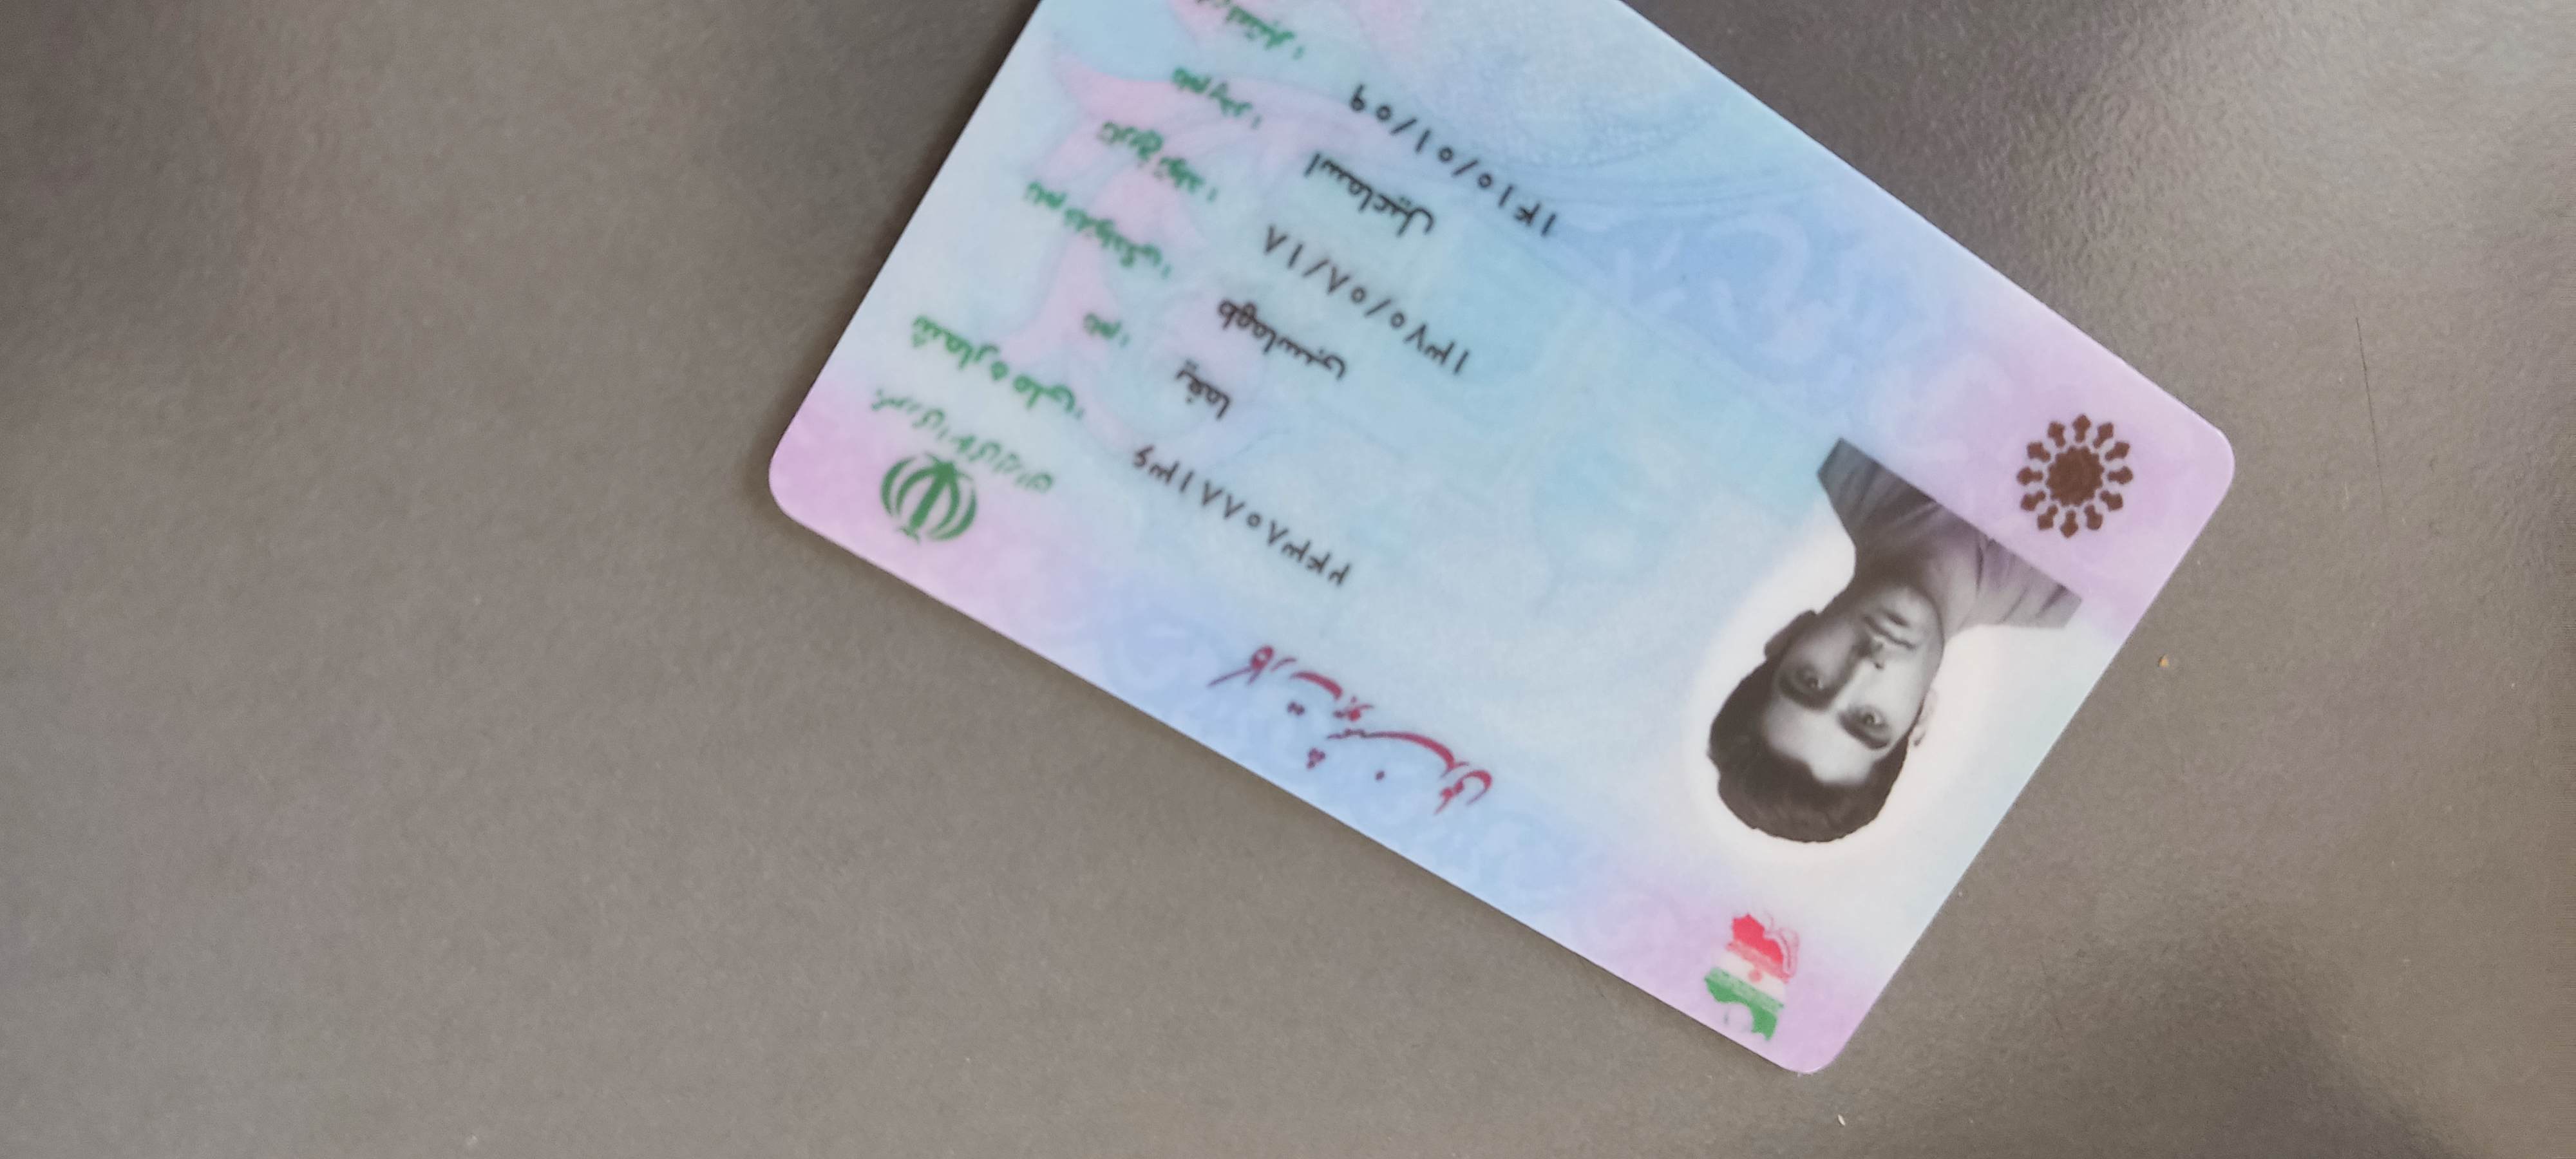 کارت هوشمند ملی
جمهوری اسلامی ایران
شماره ملی: ۲۴۳۸۰۸۸۱۳۶
نام: یغما
نام خانوادگی: طهماسبی
تاریخ تولد: ۱۳۷۰/۰۸/۱۸
نام پدر: اسماعیل
اعتبار: ۱۴۱۰/۰۱/۰۹